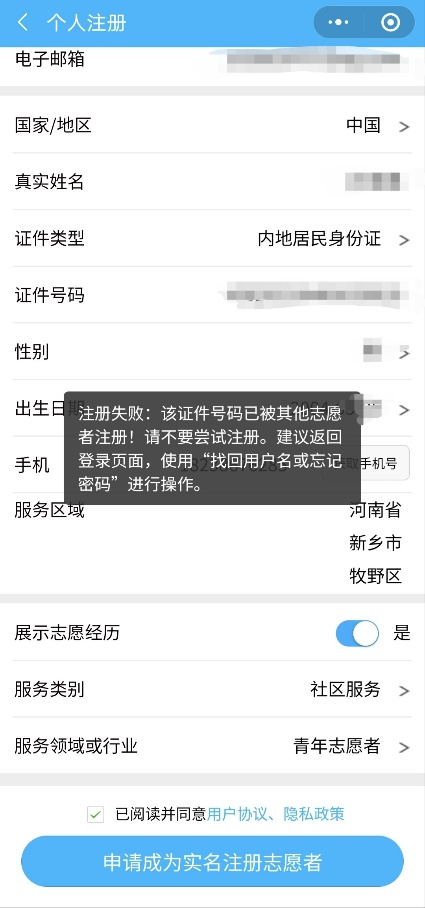 个人注册
电子邮箱
国家/地区 中国 >
真实姓名
证件类型 内地居民身份证 >
证件号码
性别 >
出生日期 >
注册失败：该证件号码已被其他志愿
者注册！请不要尝试注册。建议返回
登录页面，使用“找回用户名或忘记
密码”进行操作。
手机 取手机号
服务区域 河南省
新乡市
牧野区
展示志愿经历 是
服务类别 社区服务 >
服务领域或行业 青年志愿者 >
已阅读并同意用户协议、隐私政策
申请成为实名注册志愿者